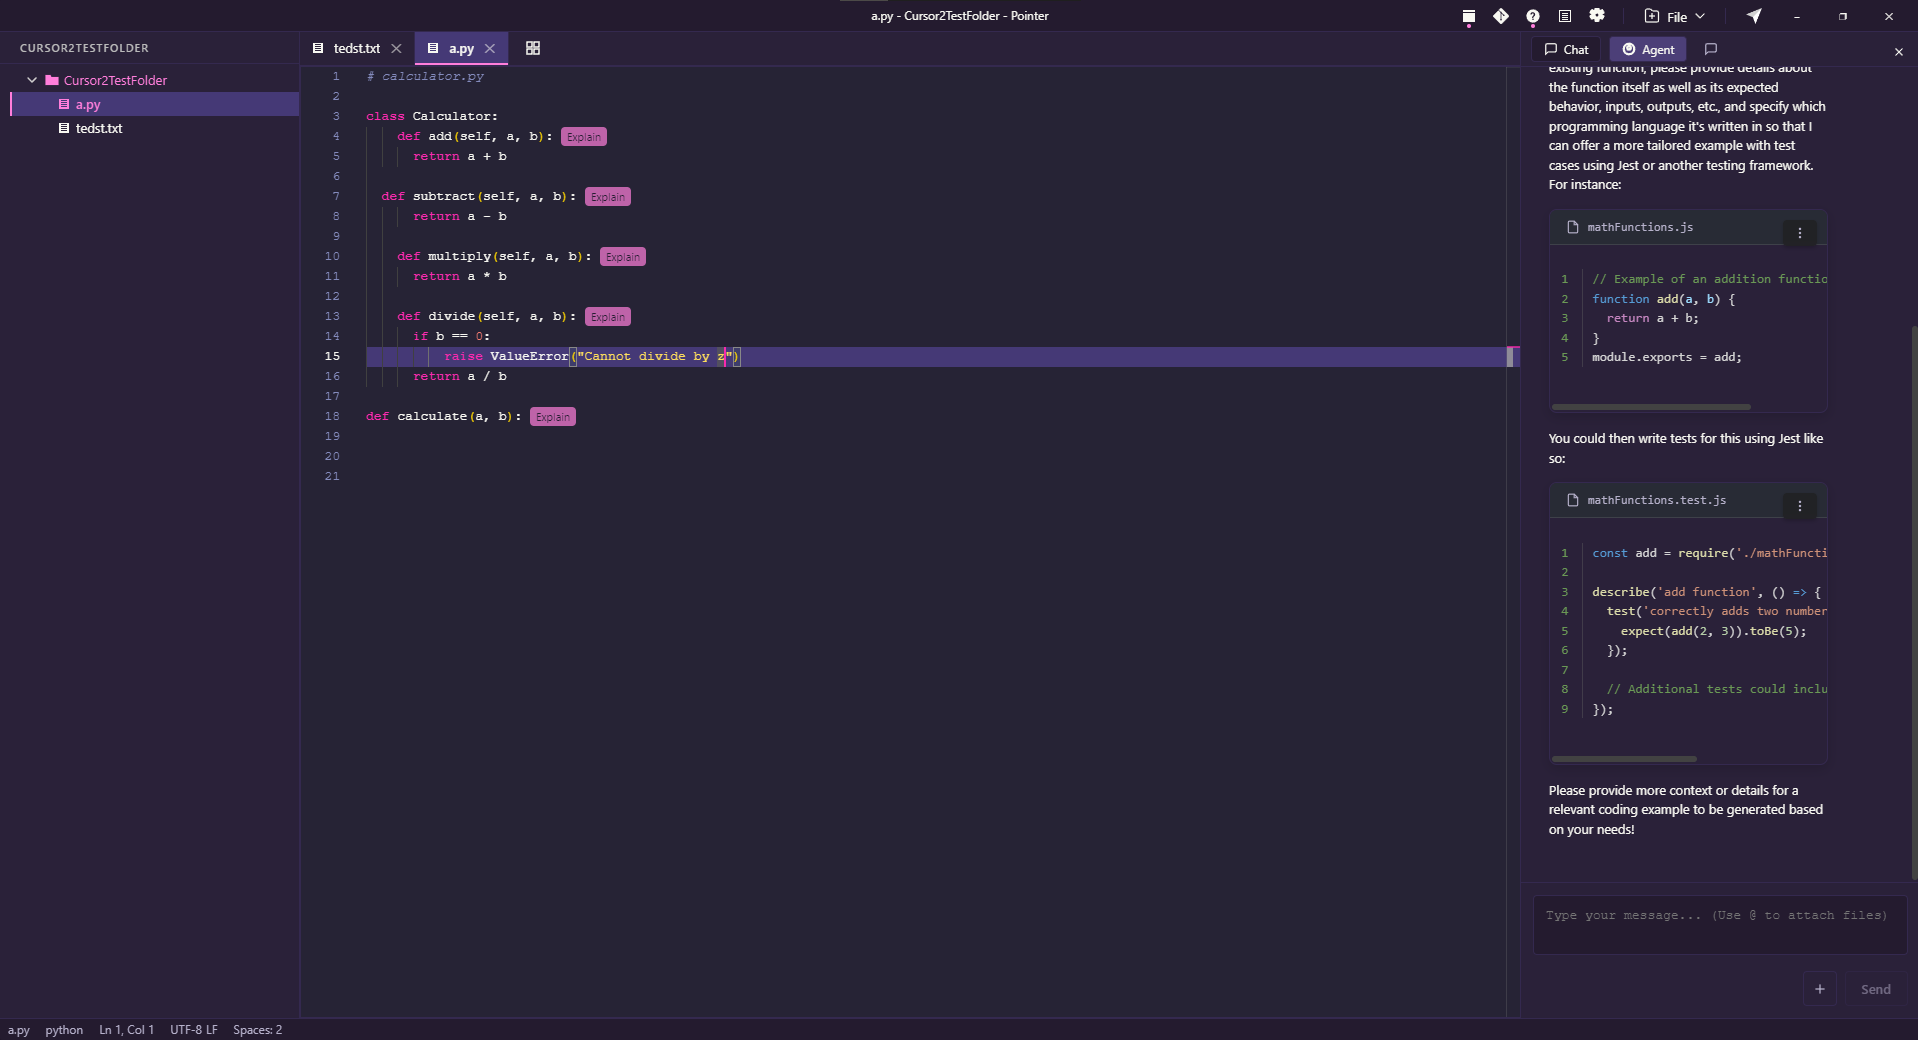 a.py - Cursor2TestFolder - Pointer
File
CURSOR2TESTFOLDER
Cursor2TestFolder
a.py
tedst.txt
tedst.txt
a.py
1 # calculator.py
2
3 class Calculator:
4 def add(self, a, b): Explain
5 return a + b
6
7 def subtract(self, a, b): Explain
8 return a - b
9
10 def multiply(self, a, b): Explain
11 return a * b
12
13 def divide(self, a, b): Explain
14 if b == 0:
15 raise ValueError("Cannot divide by z")
16 return a / b
17
18 def calculate(a, b): Explain
19
20
21
Chat
Agent
existing function, please provide details about
the function itself as well as its expected
behavior, inputs, outputs, etc., and specify which
programming language it's written in so that I
can offer a more tailored example with test
cases using Jest or another testing framework.
For instance:
mathFunctions.js
1 // Example of an addition functio
2 function add(a, b) {
3 return a + b;
4 }
5 module.exports = add;
You could then write tests for this using Jest like
so:
mathFunctions.test.js
1 const add = require('./mathFuncti
2
3 describe('add function', () => {
4 test('correctly adds two number
5 expect(add(2, 3)).toBe(5);
6 });
7
8 // Additional tests could inclu
9 });
Please provide more context or details for a
relevant coding example to be generated based
on your needs!
Type your message... (Use @ to attach files)
+ Send
a.py python Ln 1, Col 1 UTF-8 LF Spaces: 2